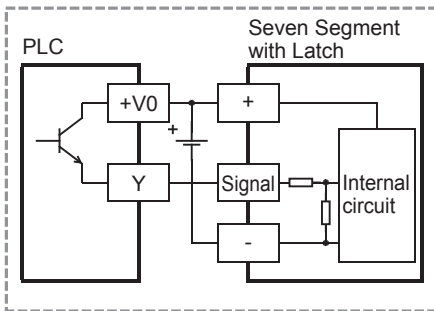 PLC
Seven Segment
with Latch
+V0
+
+
Y
Signal
Internal
circuit
-